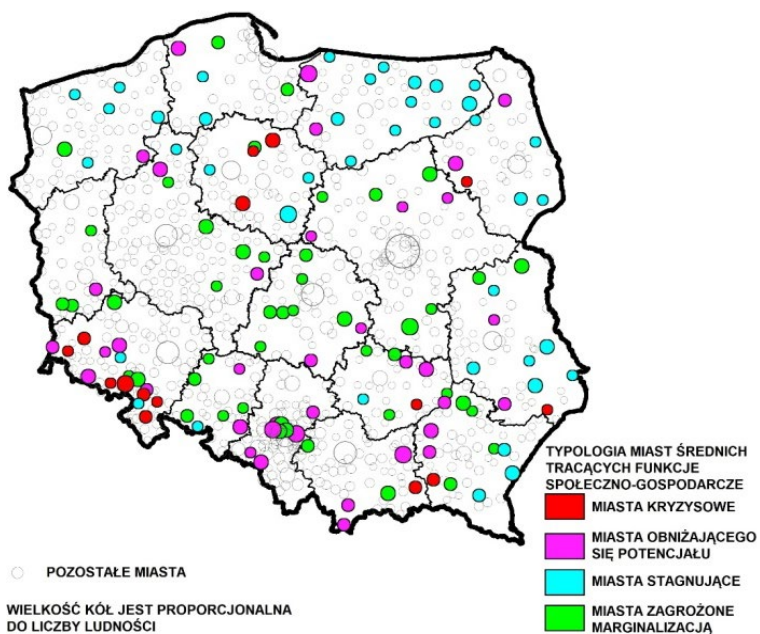 TYPOLOGIA MIAST ŚREDNICH
TRACĄCYCH FUNKCJE
SPOŁECZNO-GOSPODARCZE
MIASTA KRYZYSOWE
MIASTA OBNIŻAJĄCEGO
SIĘ POTENCJAŁU
MIASTA STAGNUJĄCE
MIASTA ZAGROŻONE
MARGINALIZACJĄ
POZOSTAŁE MIASTA
WIELKOŚĆ KÓŁ JEST PROPORCJONALNA
DO LICZBY LUDNOŚCI